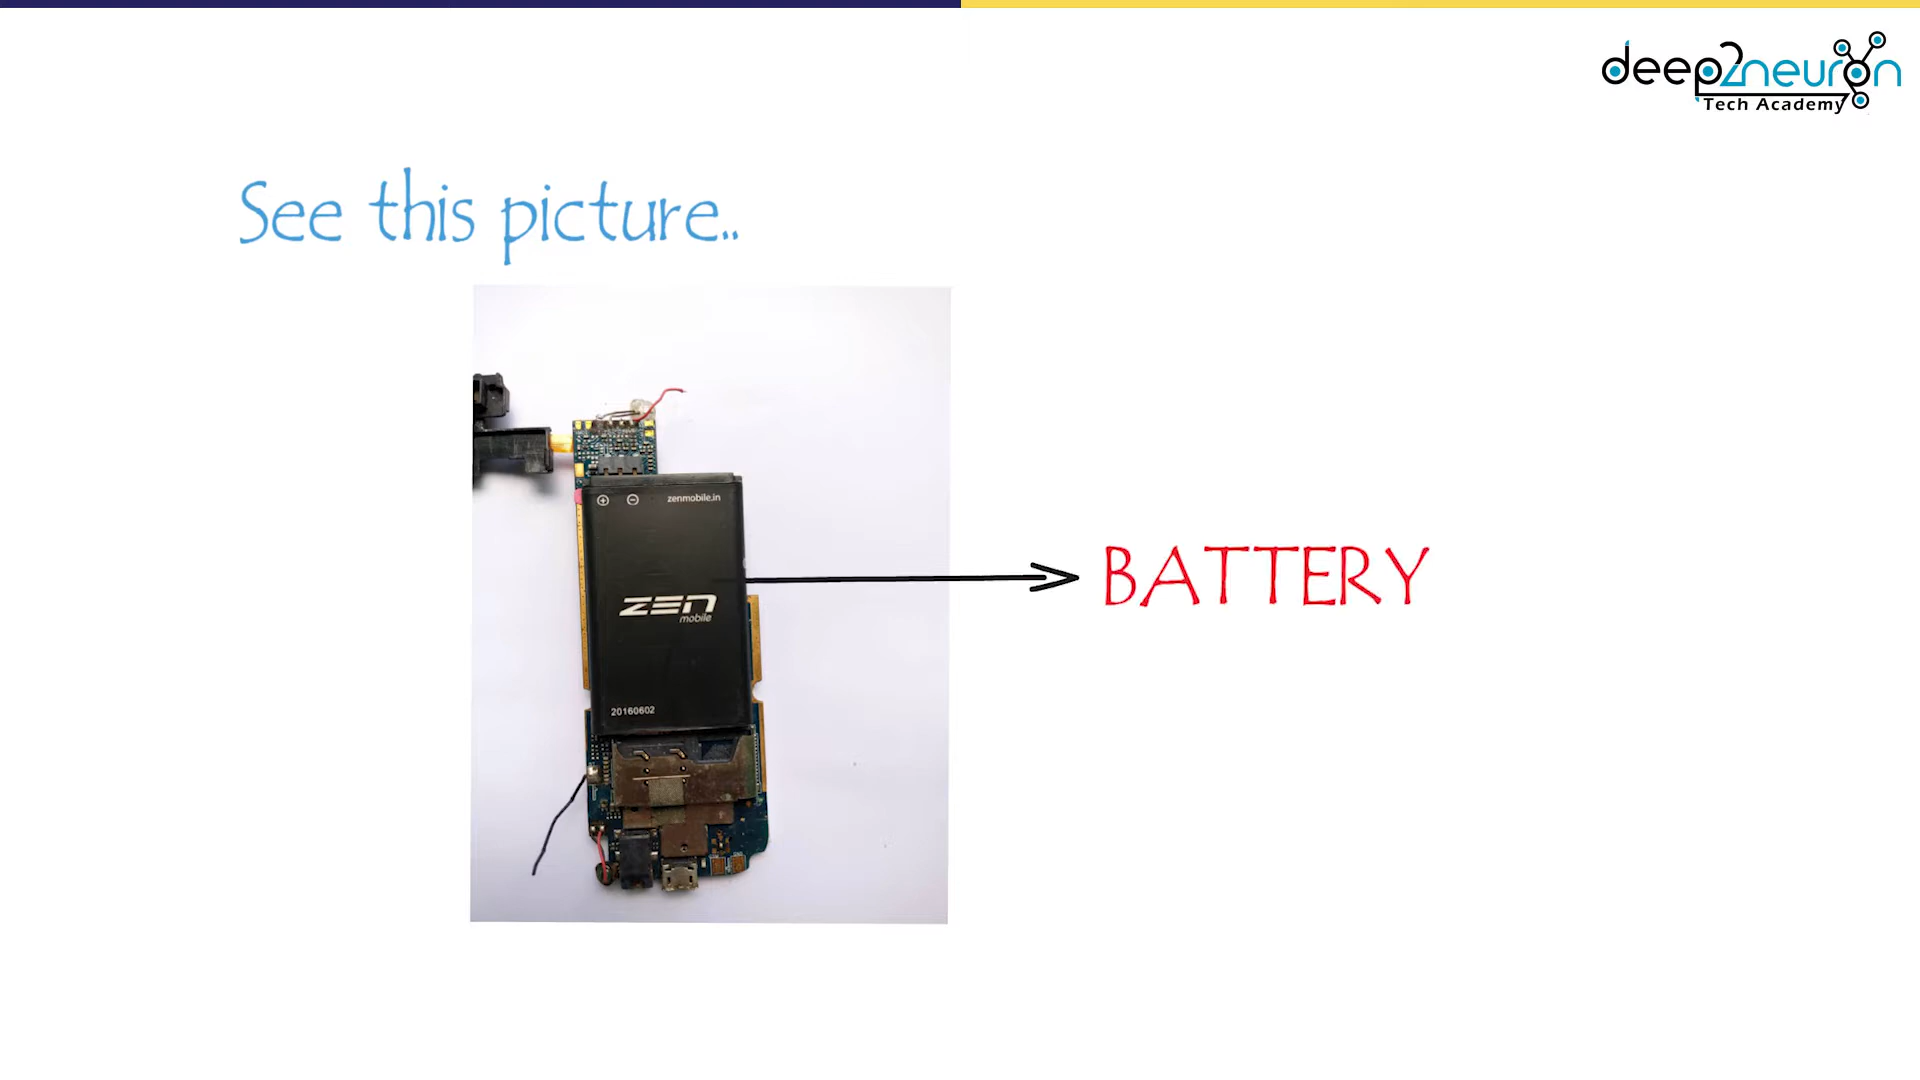 deep2neuron
Tech Academy
See this picture..
zenmobile.in
ZEN
mobile
BATTERY
20160602